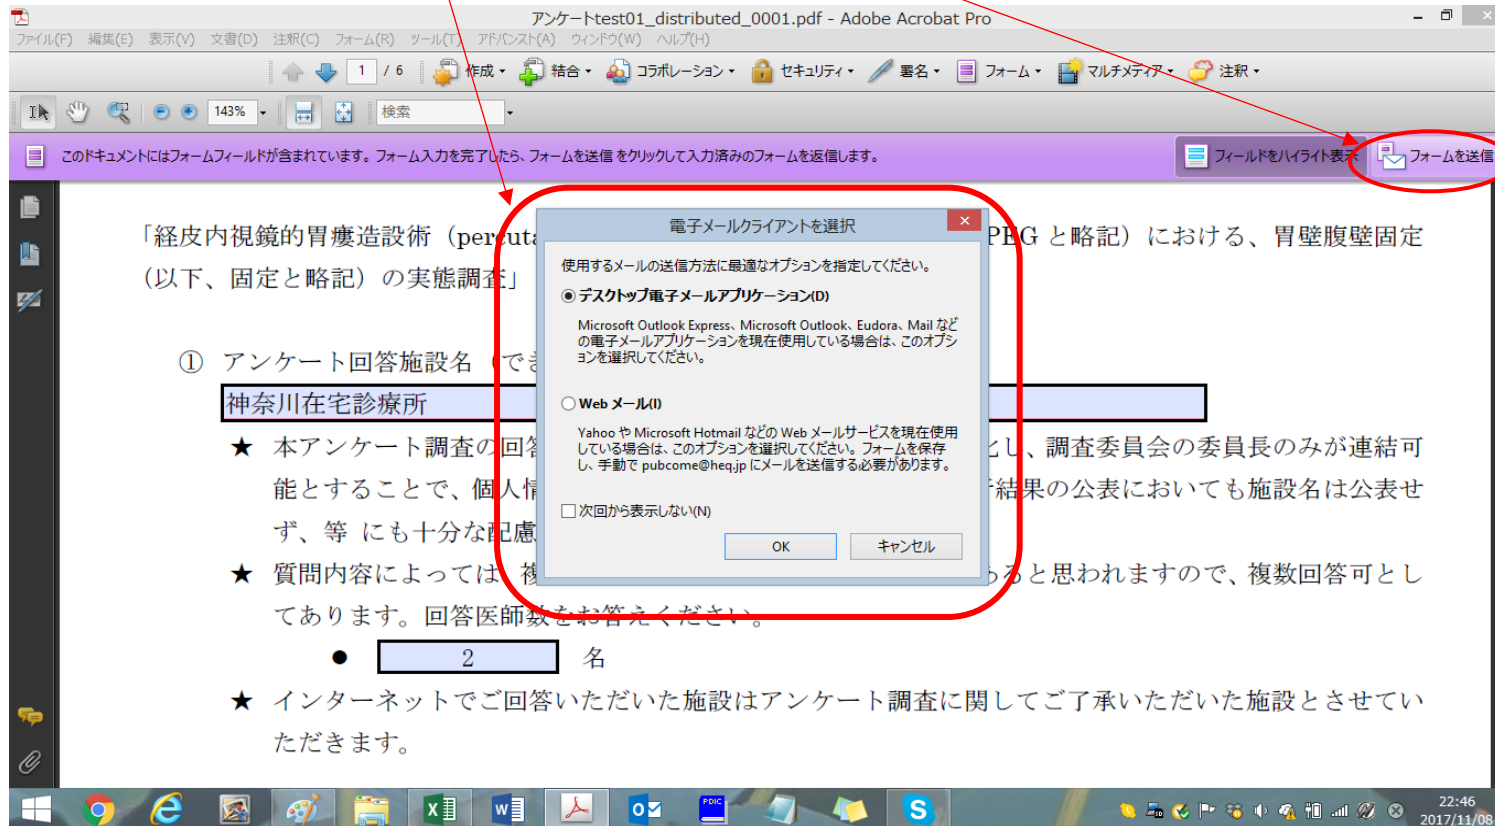 アンケートtest01_distributed_0001.pdf - Adobe Acrobat Pro
ファイル(F) 編集(E) 表示(V) 文書(D) 注釈(C) フォーム(R) ツール(T) アドバンスト(A) ウィンドウ(W) ヘルプ(H)
1 / 6 作成 結合 コラボレーション セキュリティ 署名 フォーム マルチメディア 注釈
143% 検索
このドキュメントにはフォームフィールドが含まれています。フォーム入力を完了したら、フォームを送信 をクリックして入力済みのフォームを返信します。 フィールドをハイライト表示 フォームを送信
「経皮内視鏡的胃瘻造設術（percuta PEG と略記）における、胃壁腹壁固定
（以下、固定と略記）の実態調査」
① アンケート回答施設名（でき
神奈川在宅診療所
★ 本アンケート調査の回答 とし、調査委員会の委員長のみが連結可
能とすることで、個人情 結果の公表においても施設名は公表せ
ず、等 にも十分な配慮
★ 質問内容によっては、複 あると思われますので、複数回答可とし
てあります。回答医師数をお答えください。
● 2 名
★ インターネットでご回答いただいた施設はアンケート調査に関してご了承いただいた施設とさせてい
ただきます。
電子メールクライアントを選択
使用するメールの送信方法に最適なオプションを指定してください。
デスクトップ電子メールアプリケーション(D)
Microsoft Outlook Express、Microsoft Outlook、Eudora、Mail など
の電子メールアプリケーションを現在使用している場合は、このオプシ
ョンを選択してください。
Web メール(I)
Yahoo や Microsoft Hotmail などの Web メールサービスを現在使用
している場合は、このオプションを選択してください。フォームを保存
し、手動で pubcome@heq.jp にメールを送信する必要があります。
次回から表示しない(N)
OK キャンセル
PDIC
22:46
2017/11/08